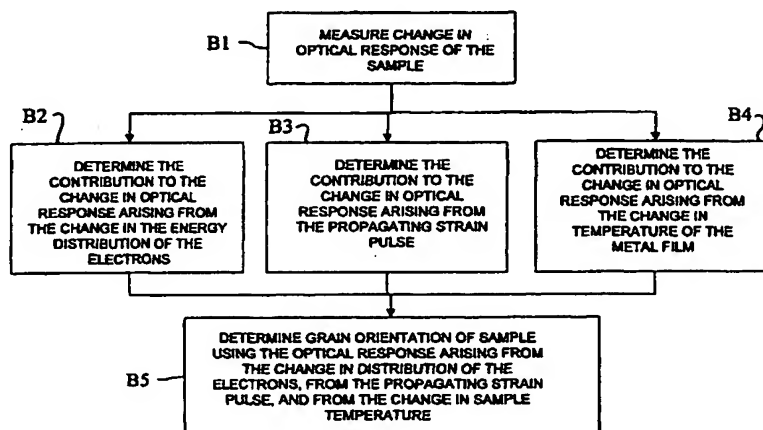 B1
MEASURE CHANGE IN
OPTICAL RESPONSE OF THE
SAMPLE
B2
DETERMINE THE
CONTRIBUTION TO THE
CHANGE IN OPTICAL
RESPONSE ARISING FROM
THE CHANGE IN THE ENERGY
DISTRIBUTION OF THE
ELECTRONS
B3
DETERMINE THE
CONTRIBUTION TO THE
CHANGE IN OPTICAL
RESPONSE ARISING FROM
THE PROPAGATING STRAIN
PULSE
B4
DETERMINE THE
CONTRIBUTION TO THE
CHANGE IN OPTICAL
RESPONSE ARISING FROM
THE CHANGE IN
TEMPERATURE OF THE
METAL FILM
B5
DETERMINE GRAIN ORIENTATION OF SAMPLE
USING THE OPTICAL RESPONSE ARISING FROM
THE CHANGE IN DISTRIBUTION OF THE
ELECTRONS, FROM THE PROPAGATING STRAIN
PULSE, AND FROM THE CHANGE IN SAMPLE
TEMPERATURE